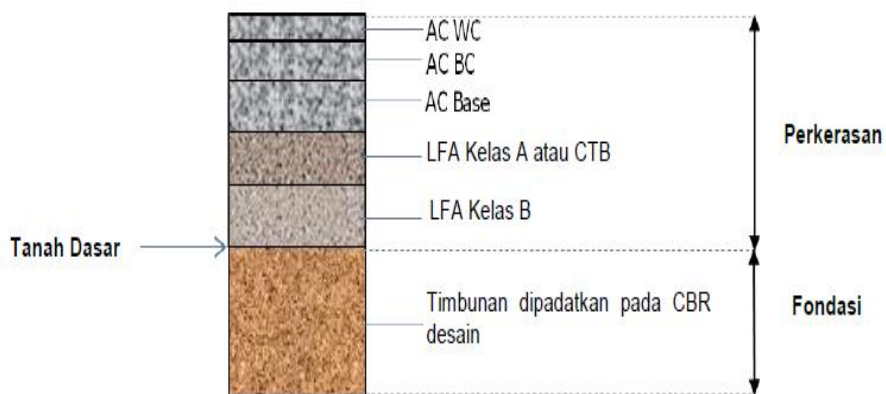 AC WC
AC BC
AC Base
Perkerasan
LFA Kelas A atau CTB
LFA Kelas B
Tanah Dasar
Timbunan dipadatkan pada CBR
desain
Fondasi